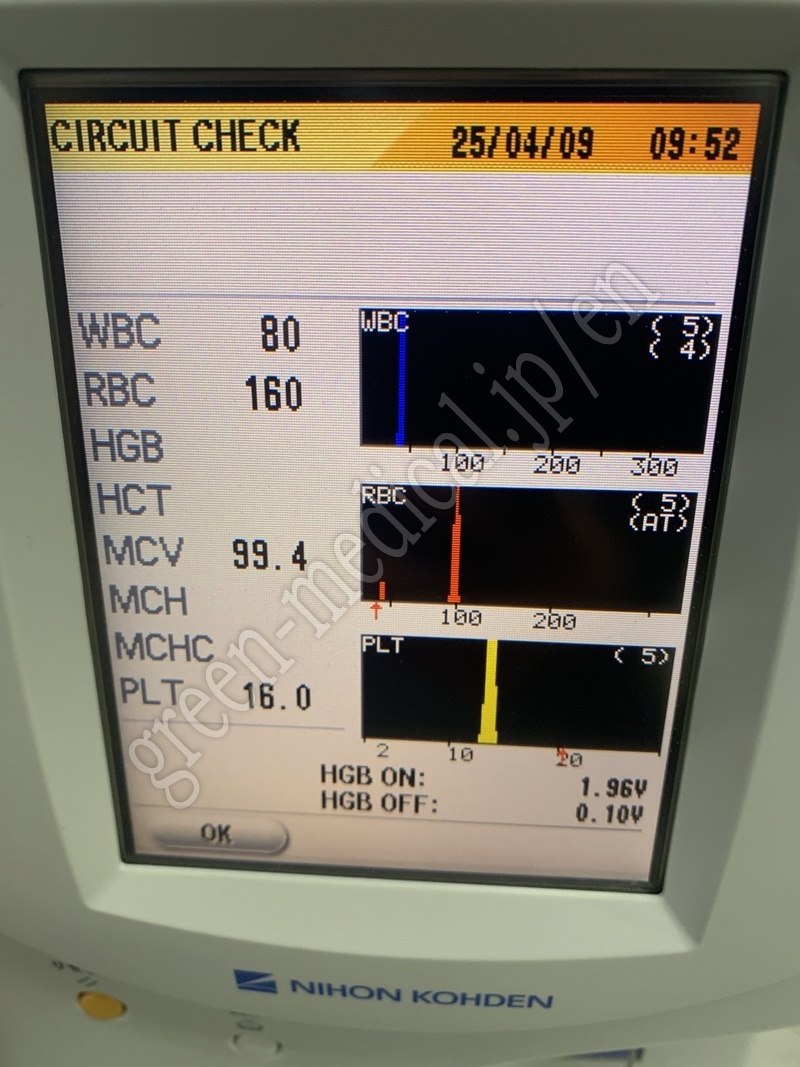 CIRCUIT CHECK 25/04/09 09:52
WBC 80
RBC 160
HGB
HCT
MCV 99.4
MCH
MCHC
PLT 16.0
WBC ( 5)
( 4)
100 200 300
RBC ( 5)
(AT)
100 200
PLT ( 5)
2 10 20
HGB ON: 1.96V
HGB OFF: 0.10V
OK
NIHON KOHDEN
green-medical.jp/en